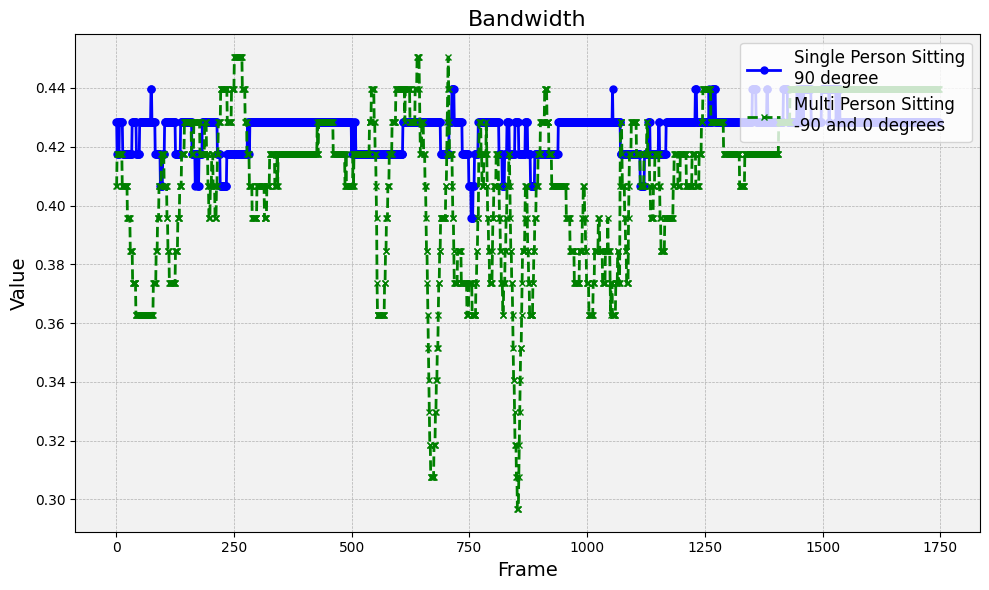 Bandwidth
Single Person Sitting
90 degree
Multi Person Sitting
-90 and 0 degrees
Value
0.44
0.42
0.40
0.38
0.36
0.34
0.32
0.30
0
250
500
750
1000
1250
1500
1750
Frame